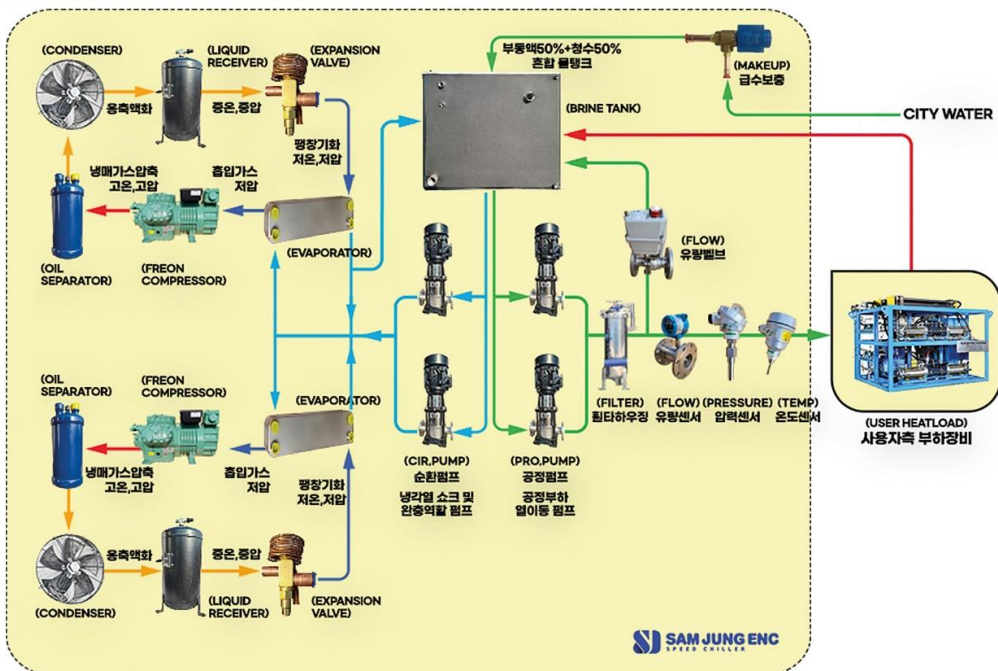 (CONDENSER)
(LIQUID
RECEIVER)
(EXPANSION
VALVE)
응축액화
중온,중압
팽창기화
저온,저압
냉매가스압축
고온,고압
흡입가스
저압
(OIL
SEPARATOR)
(FREON
COMPRESSOR)
(EVAPORATOR)
부동액50%+청수50%
혼합 물탱크
(BRINE TANK)
(MAKEUP)
급수보충
CITY WATER
(FLOW)
유량벨브
(OIL
SEPARATOR)
(FREON
COMPRESSOR)
(EVAPORATOR)
냉매가스압축
고온,고압
흡입가스
저압
팽창기화
저온,저압
응축액화
중온,중압
(CONDENSER)
(LIQUID
RECEIVER)
(EXPANSION
VALVE)
(CIR,PUMP)
순환펌프
냉각열 쇼크 및
완충역활 펌프
(PRO,PUMP)
공정펌프
공정부하
열이동 펌프
(FILTER)
휠타하우징
(FLOW)
유량센서
(PRESSURE)
압력센서
(TEMP)
온도센서
(USER HEATLOAD)
사용자측 부하장비
SAM JUNG ENC
SPEED CHILLER